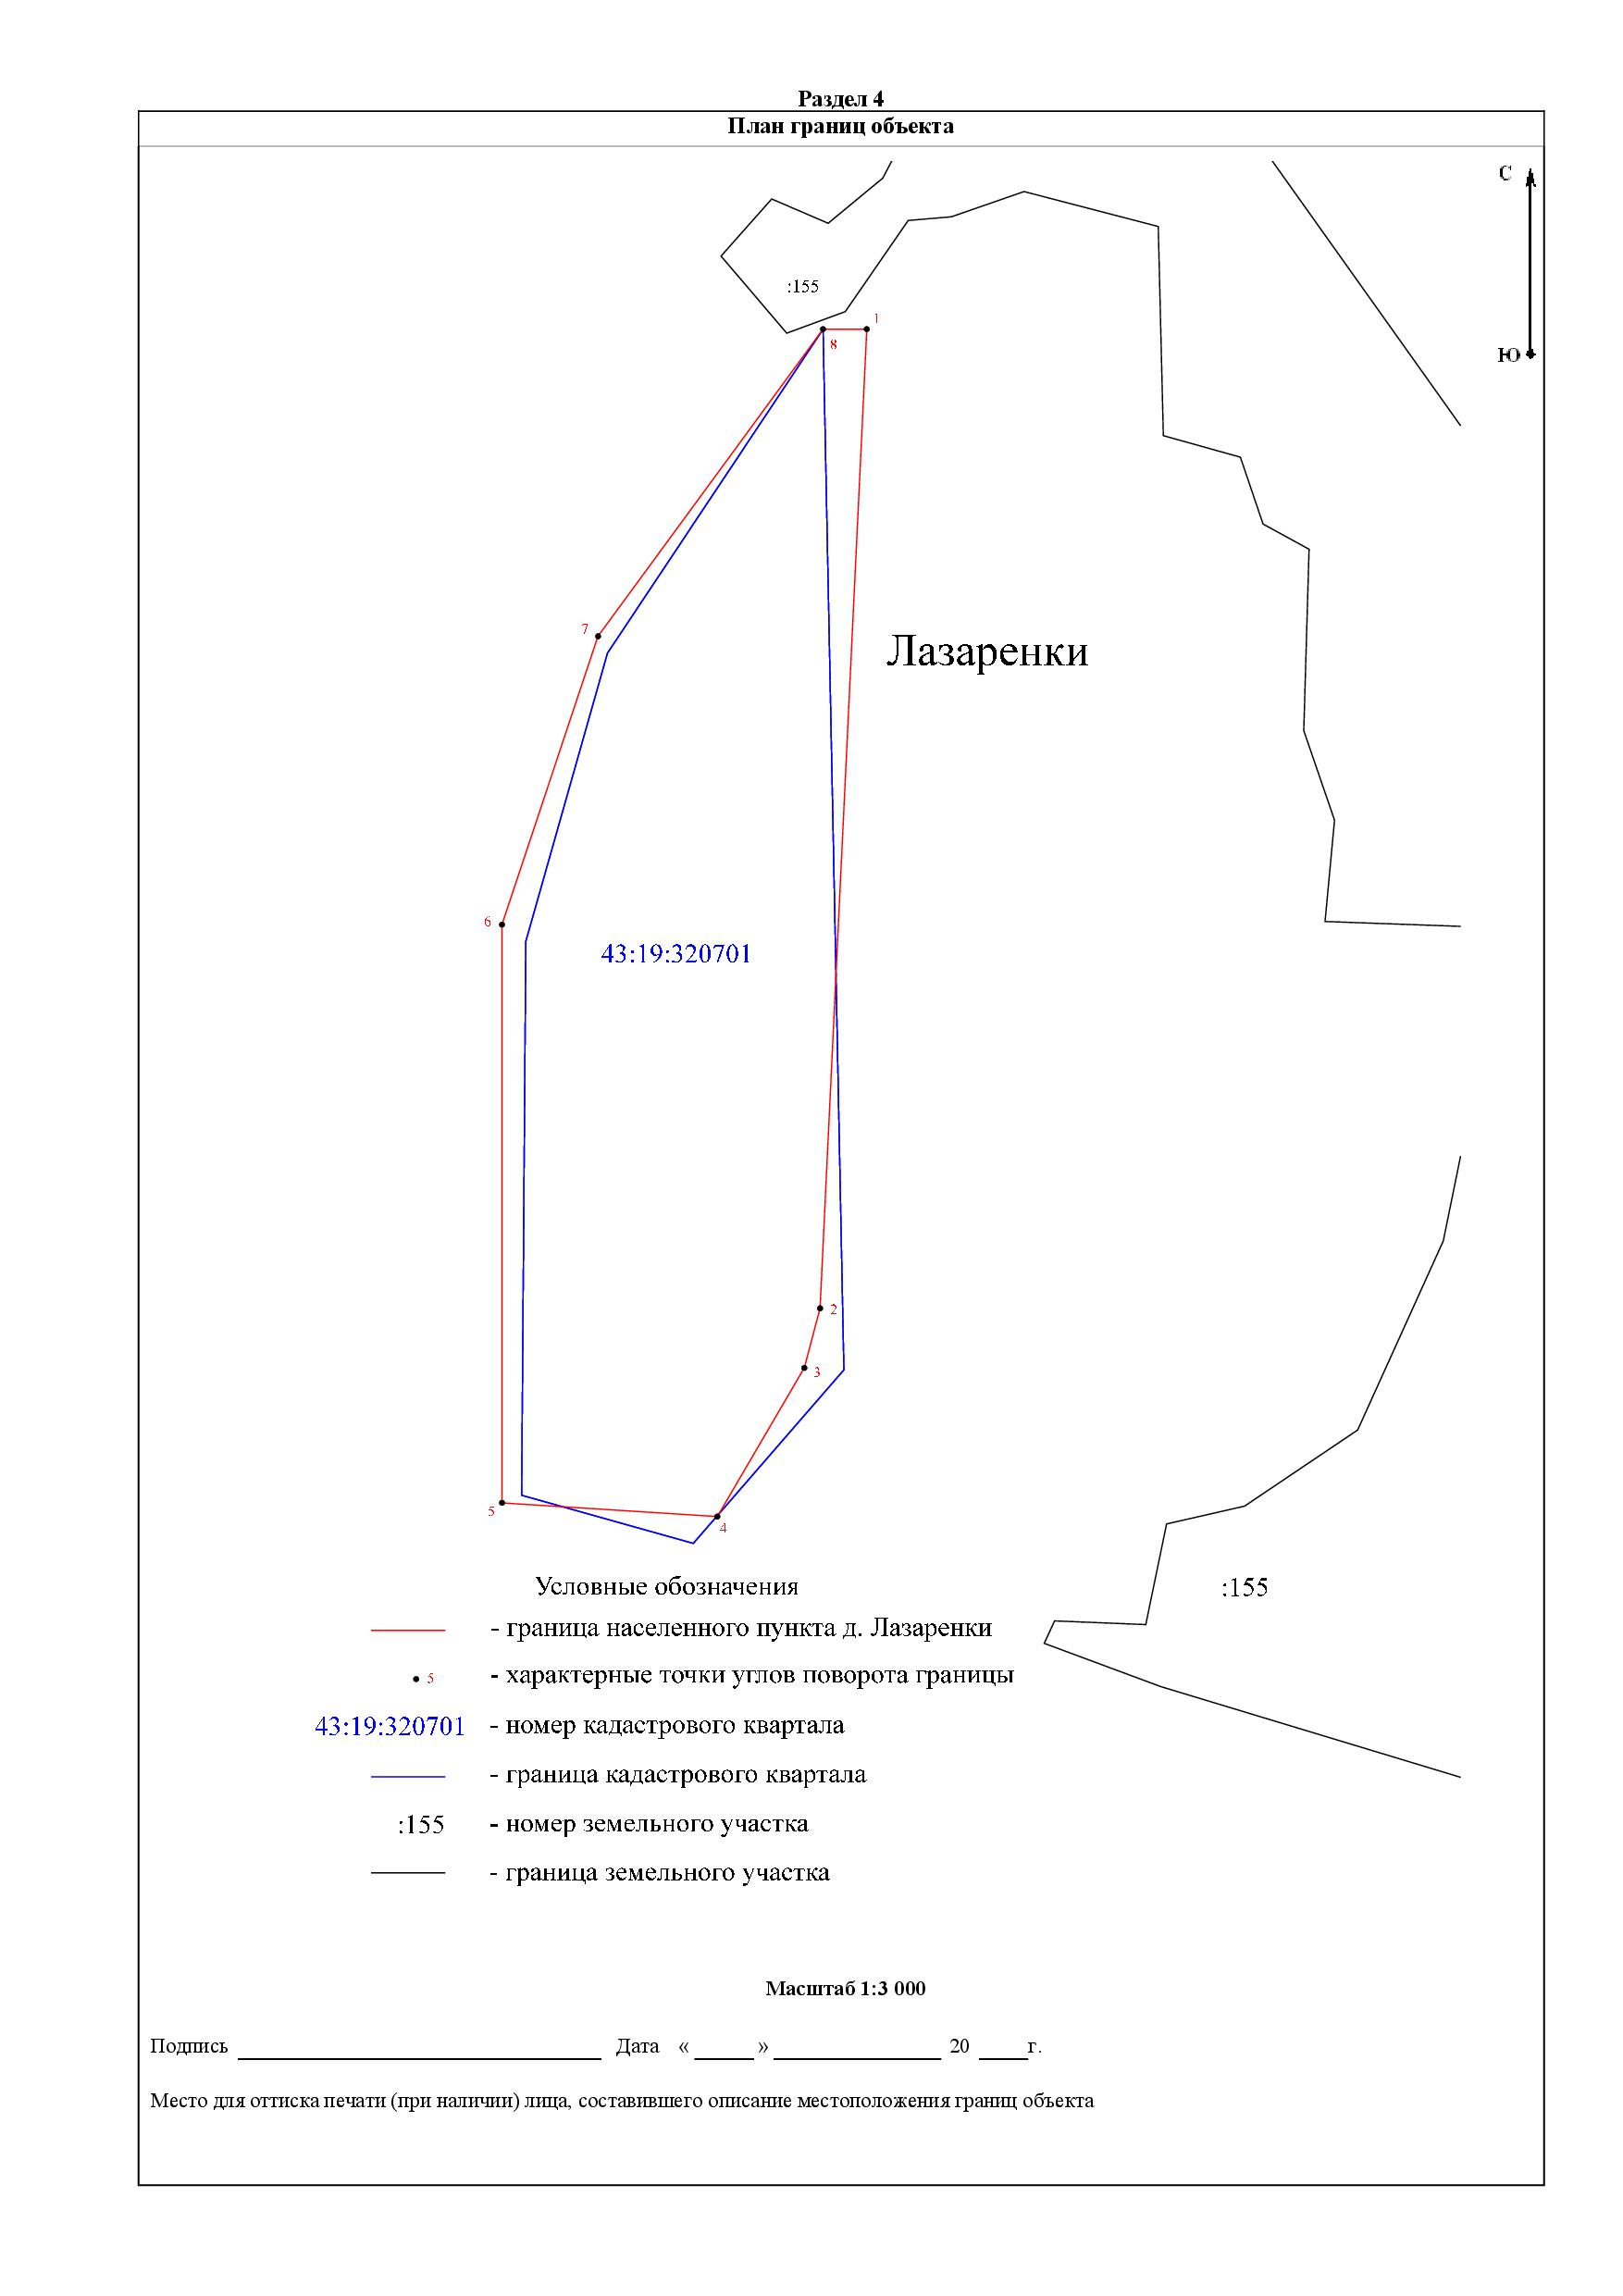 Раздел 4
План границ объекта
С
:155
1
8
Ю
7
Лазаренки
6
43:19:320701
2
3
5
4
Условные обозначения
- граница населенного пункта д. Лазаренки
:155
5 - характерные точки углов поворота границы
43:19:320701 - номер кадастрового квартала
- граница кадастрового квартала
:155 - номер земельного участка
- граница земельного участка
Масштаб 1:3 000
Подпись Дата « » 20 г.
Место для оттиска печати (при наличии) лица, составившего описание местоположения границ объекта